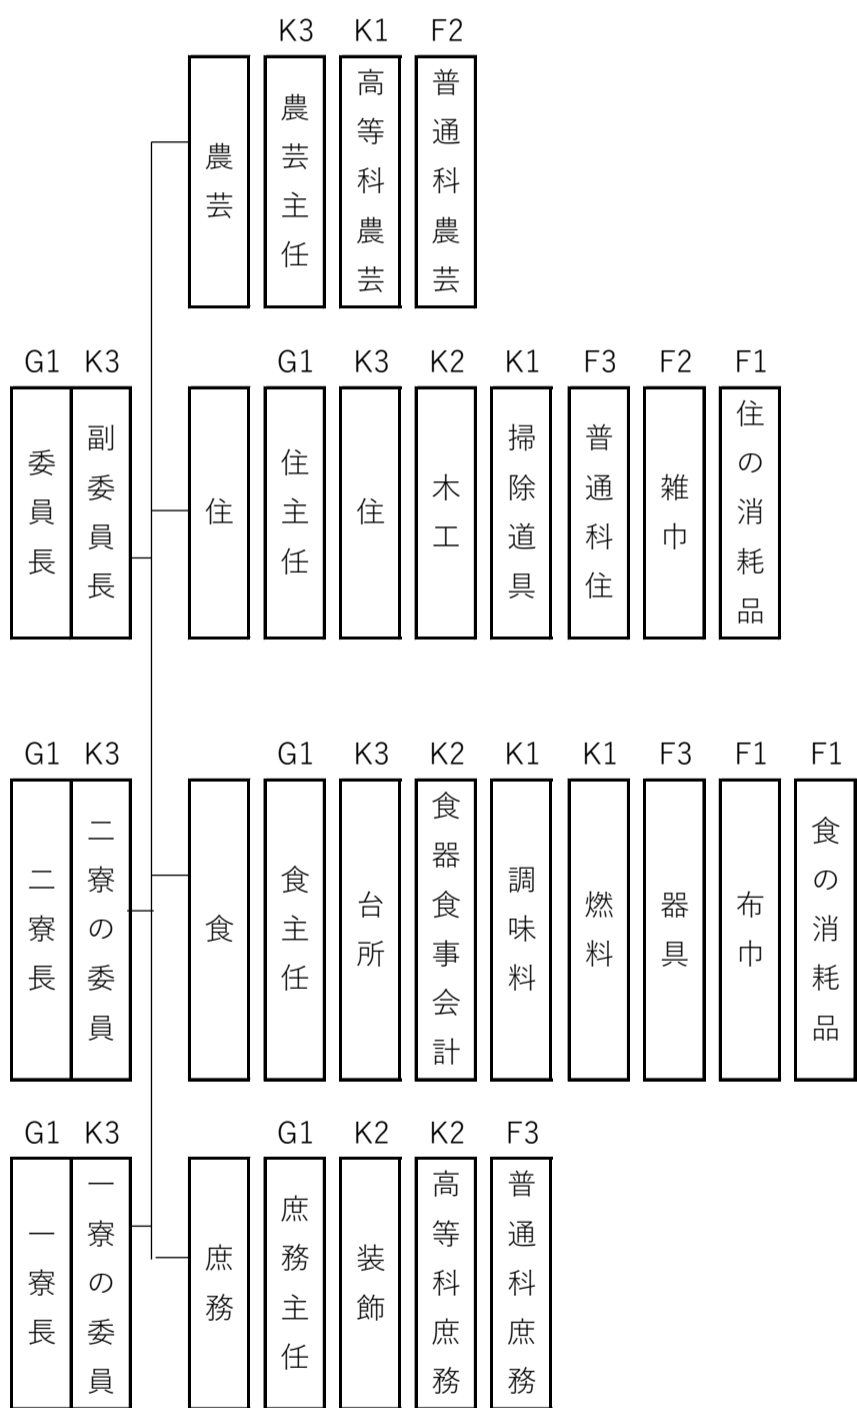 K3 K1 F2
農芸
農芸主任
高等科農芸
普通科農芸
G1 K3 G1 K3 K2 K1 F3 F2 F1
委員長
副委員長
住
住主任
住
木工
掃除道具
普通科住
雑巾
住の消耗品
G1 K3 G1 K3 K2 K1 K1 F3 F1 F1
二寮長
二寮の委員
食
食主任
台所
食器食事会計
調味料
燃料
器具
布巾
食の消耗品
G1 K3 G1 K2 K2 F3
一寮長
一寮の委員
庶務
庶務主任
装飾
高等科庶務
普通科庶務